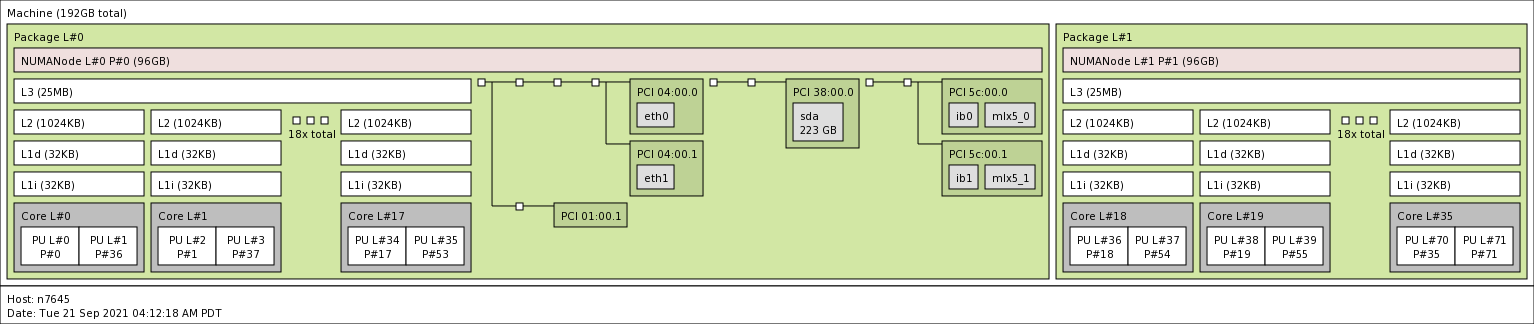 Machine (192GB total)
Package L#0
NUMANode L#0 P#0 (96GB)
L3 (25MB)
L2 (1024KB)
L2 (1024KB)
18x total
L2 (1024KB)
L1d (32KB)
L1d (32KB)
L1d (32KB)
L1i (32KB)
L1i (32KB)
L1i (32KB)
Core L#0
PU L#0
P#0
PU L#1
P#36
Core L#1
PU L#2
P#1
PU L#3
P#37
Core L#17
PU L#34
P#17
PU L#35
P#53
PCI 01:00.1
PCI 04:00.0
eth0
PCI 04:00.1
eth1
PCI 38:00.0
sda
223 GB
PCI 5c:00.0
ib0
mlx5_0
PCI 5c:00.1
ib1
mlx5_1
Package L#1
NUMANode L#1 P#1 (96GB)
L3 (25MB)
L2 (1024KB)
L2 (1024KB)
18x total
L2 (1024KB)
L1d (32KB)
L1d (32KB)
L1d (32KB)
L1i (32KB)
L1i (32KB)
L1i (32KB)
Core L#18
PU L#36
P#18
PU L#37
P#54
Core L#19
PU L#38
P#19
PU L#39
P#55
Core L#35
PU L#70
P#35
PU L#71
P#71
Host: n7645
Date: Tue 21 Sep 2021 04:12:18 AM PDT